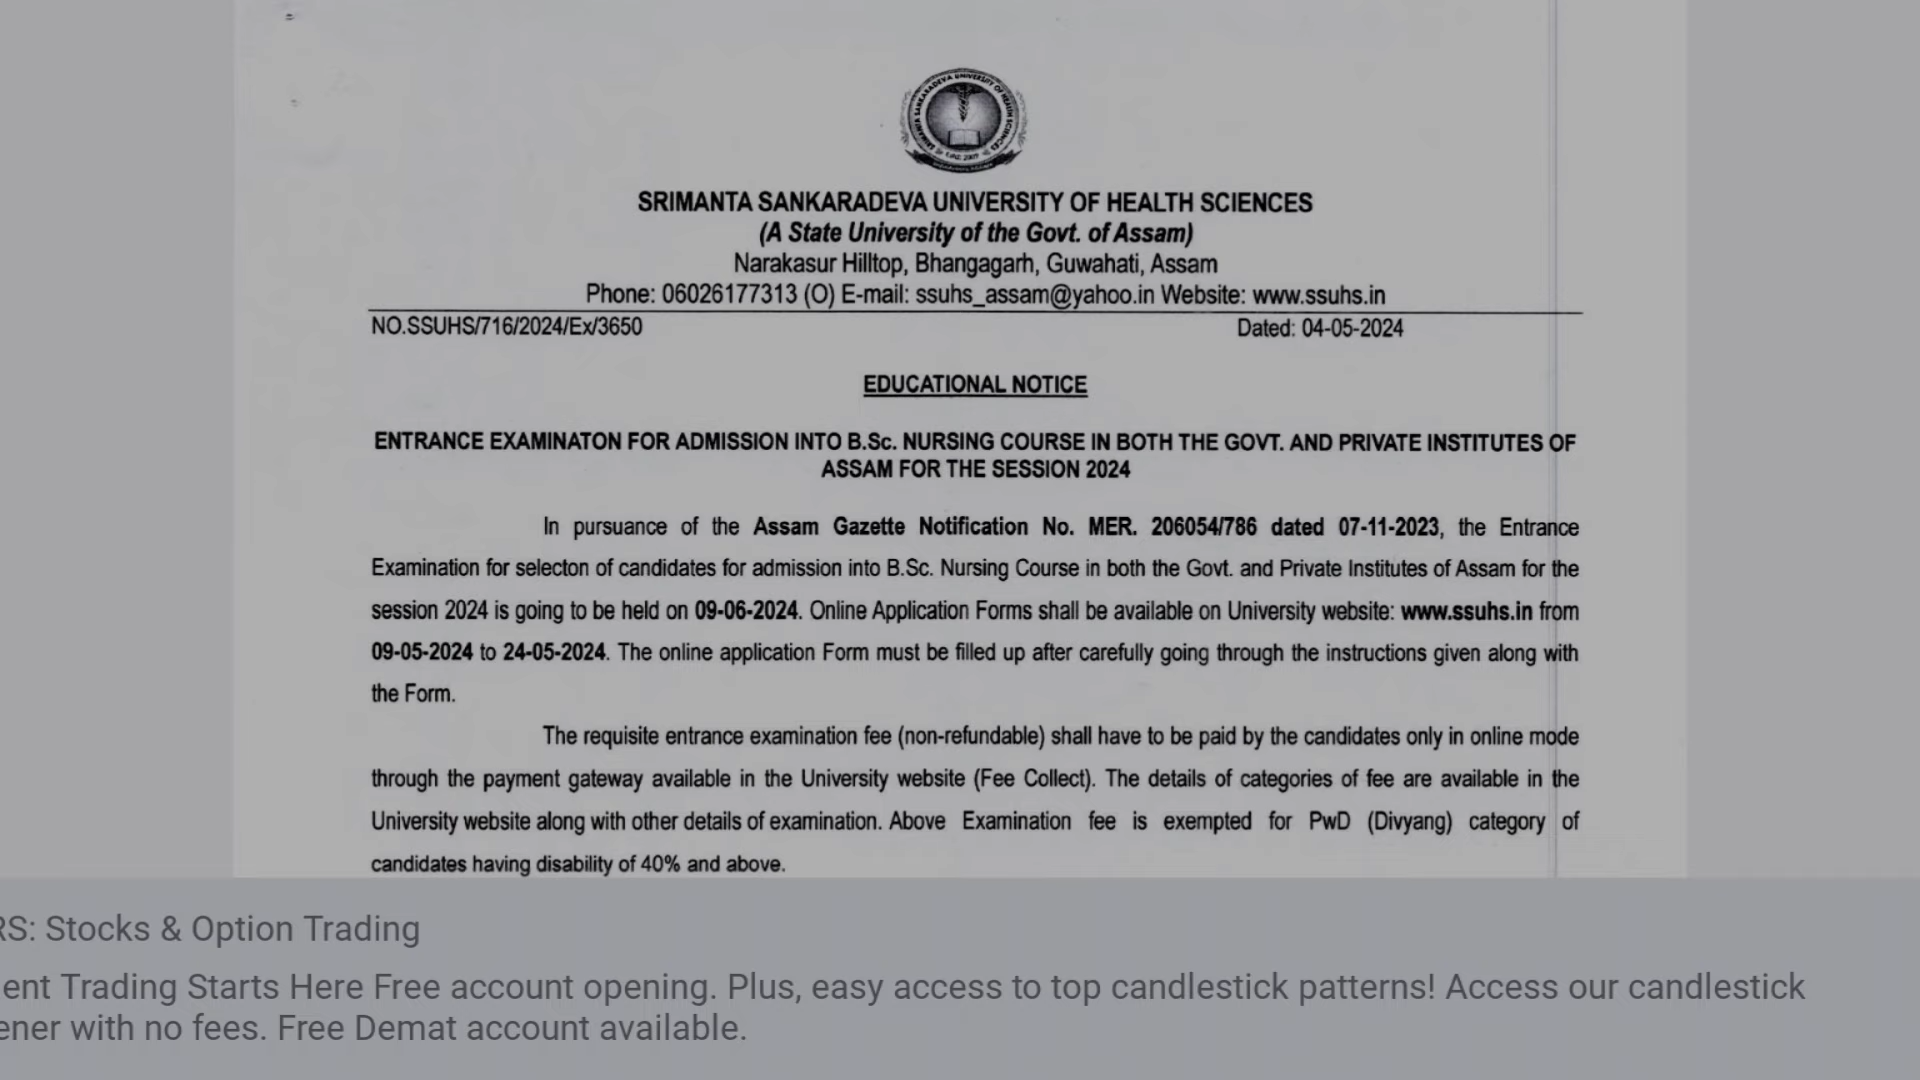 SRIMANTA SANKARADEVA UNIVERSITY OF HEALTH SCIENCES
SRIMANTA SANKARADEVA UNIVERSITY OF HEALTH SCIENCES
(A State University of the Govt. of Assam)
Narakasur Hilltop, Bhangagarh, Guwahati, Assam
Phone: 06026177313 (O) E-mail: ssuhs_assam@yahoo.in Website: www.ssuhs.in
NO.SSUHS/716/2024/Ex/3650 Dated: 04-05-2024
EDUCATIONAL NOTICE
ENTRANCE EXAMINATON FOR ADMISSION INTO B.Sc. NURSING COURSE IN BOTH THE GOVT. AND PRIVATE INSTITUTES OF
ASSAM FOR THE SESSION 2024
In pursuance of the Assam Gazette Notification No. MER. 206054/786 dated 07-11-2023, the Entrance
Examination for selecton of candidates for admission into B.Sc. Nursing Course in both the Govt. and Private Institutes of Assam for the
session 2024 is going to be held on 09-06-2024. Online Application Forms shall be available on University website: www.ssuhs.in from
09-05-2024 to 24-05-2024. The online application Form must be filled up after carefully going through the instructions given along with
the Form.
The requisite entrance examination fee (non-refundable) shall have to be paid by the candidates only in online mode
through the payment gateway available in the University website (Fee Collect). The details of categories of fee are available in the
University website along with other details of examination. Above Examination fee is exempted for PwD (Divyang) category of
candidates having disability of 40% and above.
RS: Stocks & Option Trading
ent Trading Starts Here Free account opening. Plus, easy access to top candlestick patterns! Access our candlestick
ener with no fees. Free Demat account available.